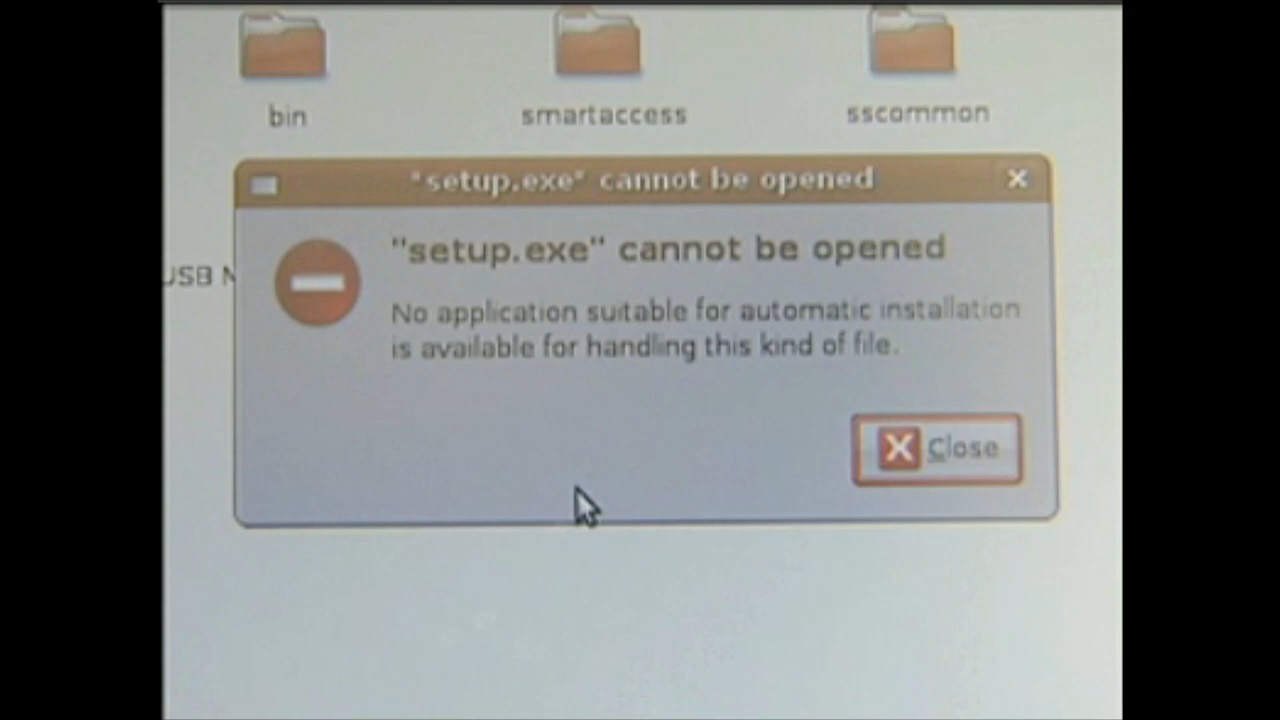 bin
smartaccess
sscommon
"setup.exe" cannot be opened
USB
"setup.exe" cannot be opened
No application suitable for automatic installation
is available for handling this kind of file.
Close